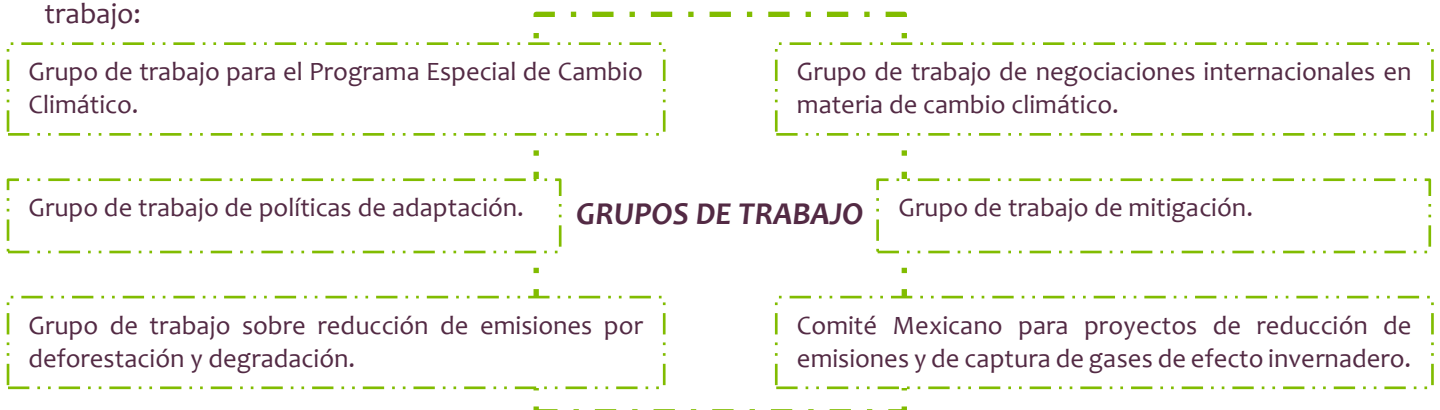 trabajo:
Grupo de trabajo para el Programa Especial de Cambio
Climático.
Grupo de trabajo de negociaciones internacionales en
materia de cambio climático.
Grupo de trabajo de políticas de adaptación.
GRUPOS DE TRABAJO
Grupo de trabajo de mitigación.
Grupo de trabajo sobre reducción de emisiones por
deforestación y degradación.
Comité Mexicano para proyectos de reducción de
emisiones y de captura de gases de efecto invernadero.